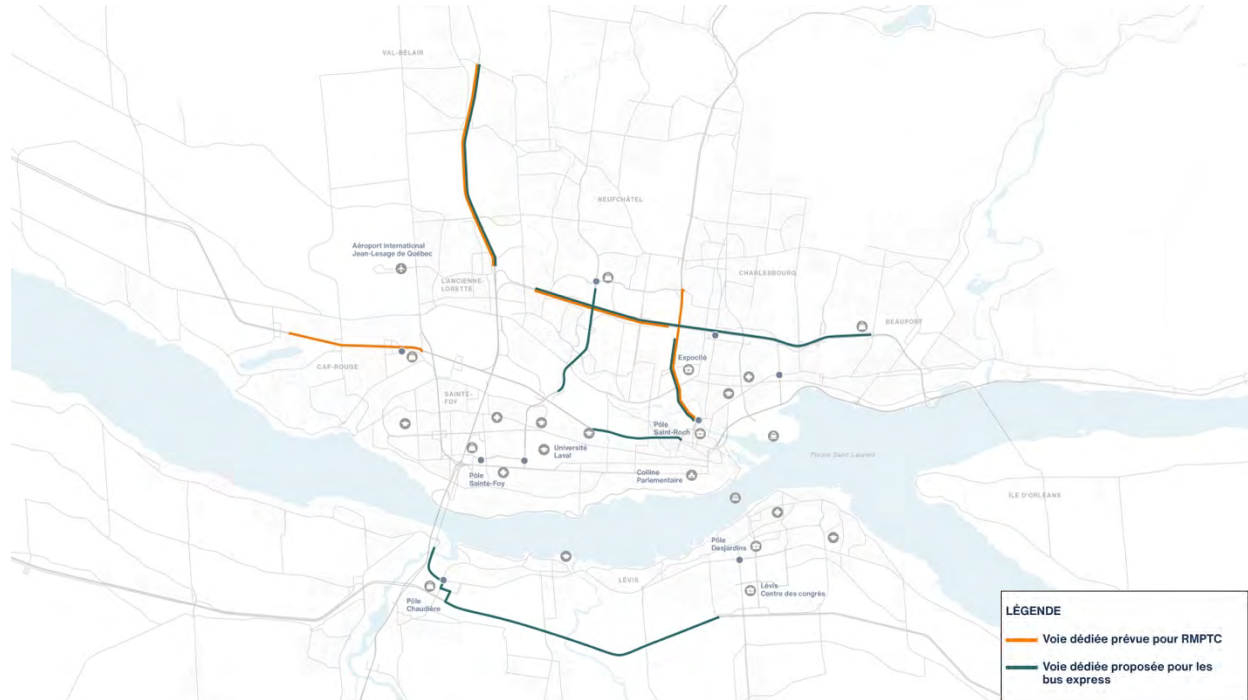 VAL-BÉLAIR
NEUFCHÂTEL
Aéroport international
Jean-Lesage de Québec
CHARLESBOURG
L'ANCIENNE-
LORETTE
BEAUPORT
Expocité
CAP-ROUGE
SAINTE-
FOY
Pôle
Saint-Roch
Université
Laval
Fleuve Saint-Laurent
Pôle
Sainte-Foy
Colline
Parlementaire
ÎLE D'ORLÉANS
Pôle
Desjardins
LÉVIS
Lévis
Centre des congrès
Pôle
Chaudière
LÉGENDE
Voie dédiée prévue pour RMPTC
Voie dédiée proposée pour les
bus express